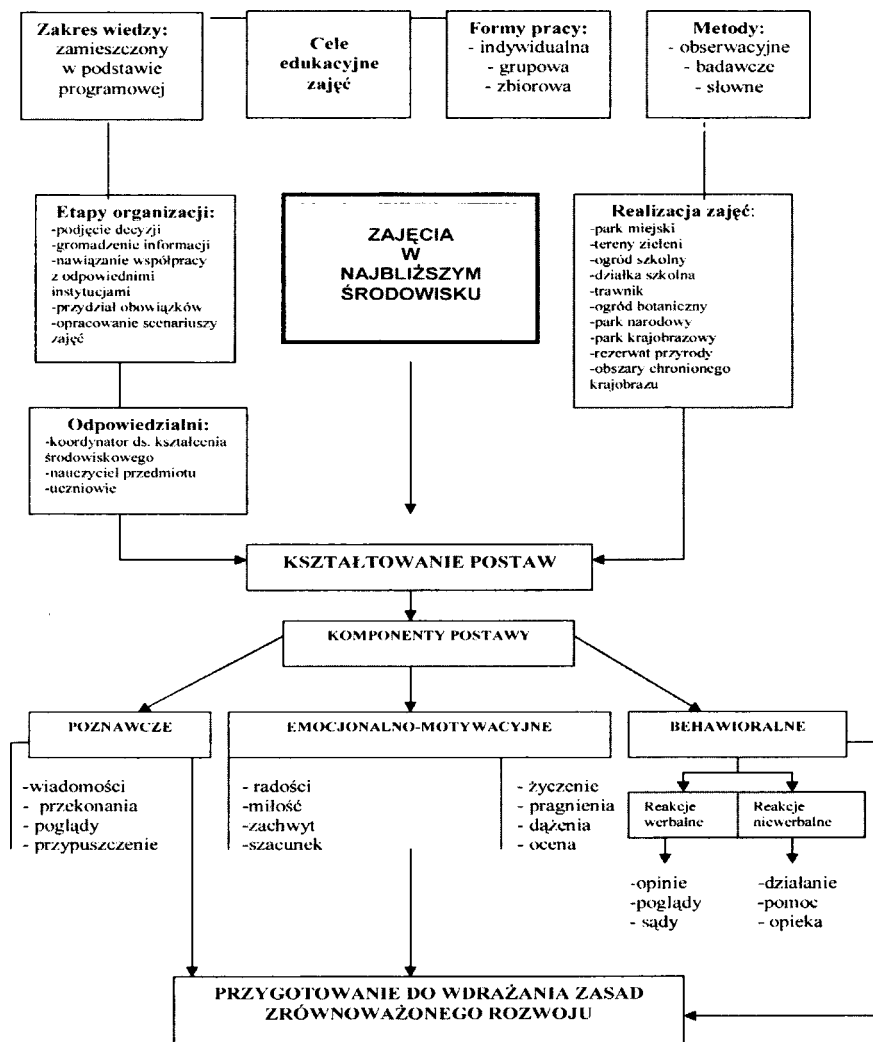 Zakres wiedzy:
zamieszczony
w podstawie
programowej
Cele
edukacyjne
zajęć
Formy pracy:
- indywidualna
- grupowa
- zbiorowa
Metody:
- obserwacyjne
- badawcze
- słowne
Etapy organizacji:
-podjęcie decyzji
-gromadzenie informacji
-nawiązanie współpracy
z odpowiednimi
instytucjami
-przydział obowiązków
-opracowanie scenariuszy
zajęć
ZAJĘCIA
W
NAJBLIŻSZYM
ŚRODOWISKU
Realizacja zajęć:
-park miejski
-tereny zieleni
-ogród szkolny
-działka szkolna
-trawnik
-ogród botaniczny
-park narodowy
-park krajobrazowy
-rezerwat przyrody
-obszary chronionego
krajobrazu
Odpowiedzialni:
-koordynator ds. kształcenia
środowiskowego
-nauczyciel przedmiotu
-uczniowie
KSZTAŁTOWANIE POSTAW
KOMPONENTY POSTAWY
POZNAWCZE
EMOCJONALNO-MOTYWACYJNE
BEHAWIORALNE
-wiadomości
- przekonania
- poglądy
- przypuszczenie
- radości
-miłość
- zachwyt
-szacunek
- życzenie
- pragnienia
- dążenia
- ocena
Reakcje
werbalne
Reakcje
niewerbalne
-opinie
-poglądy
- sądy
-działanie
-pomoc
- opieka
PRZYGOTOWANIE DO WDRAŻANIA ZASAD
ZRÓWNOWAŻONEGO ROZWOJU